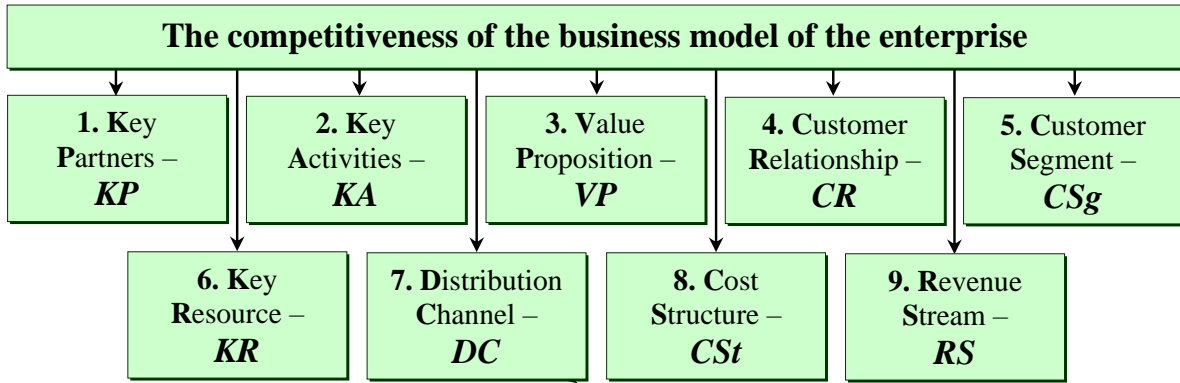 The competitiveness of the business model of the enterprise
1. Key
Partners –
KP
2. Key
Activities –
KA
3. Value
Proposition –
VP
4. Customer
Relationship –
CR
5. Customer
Segment –
CSg
6. Key
Resource –
KR
7. Distribution
Channel –
DC
8. Cost
Structure –
CSt
9. Revenue
Stream –
RS